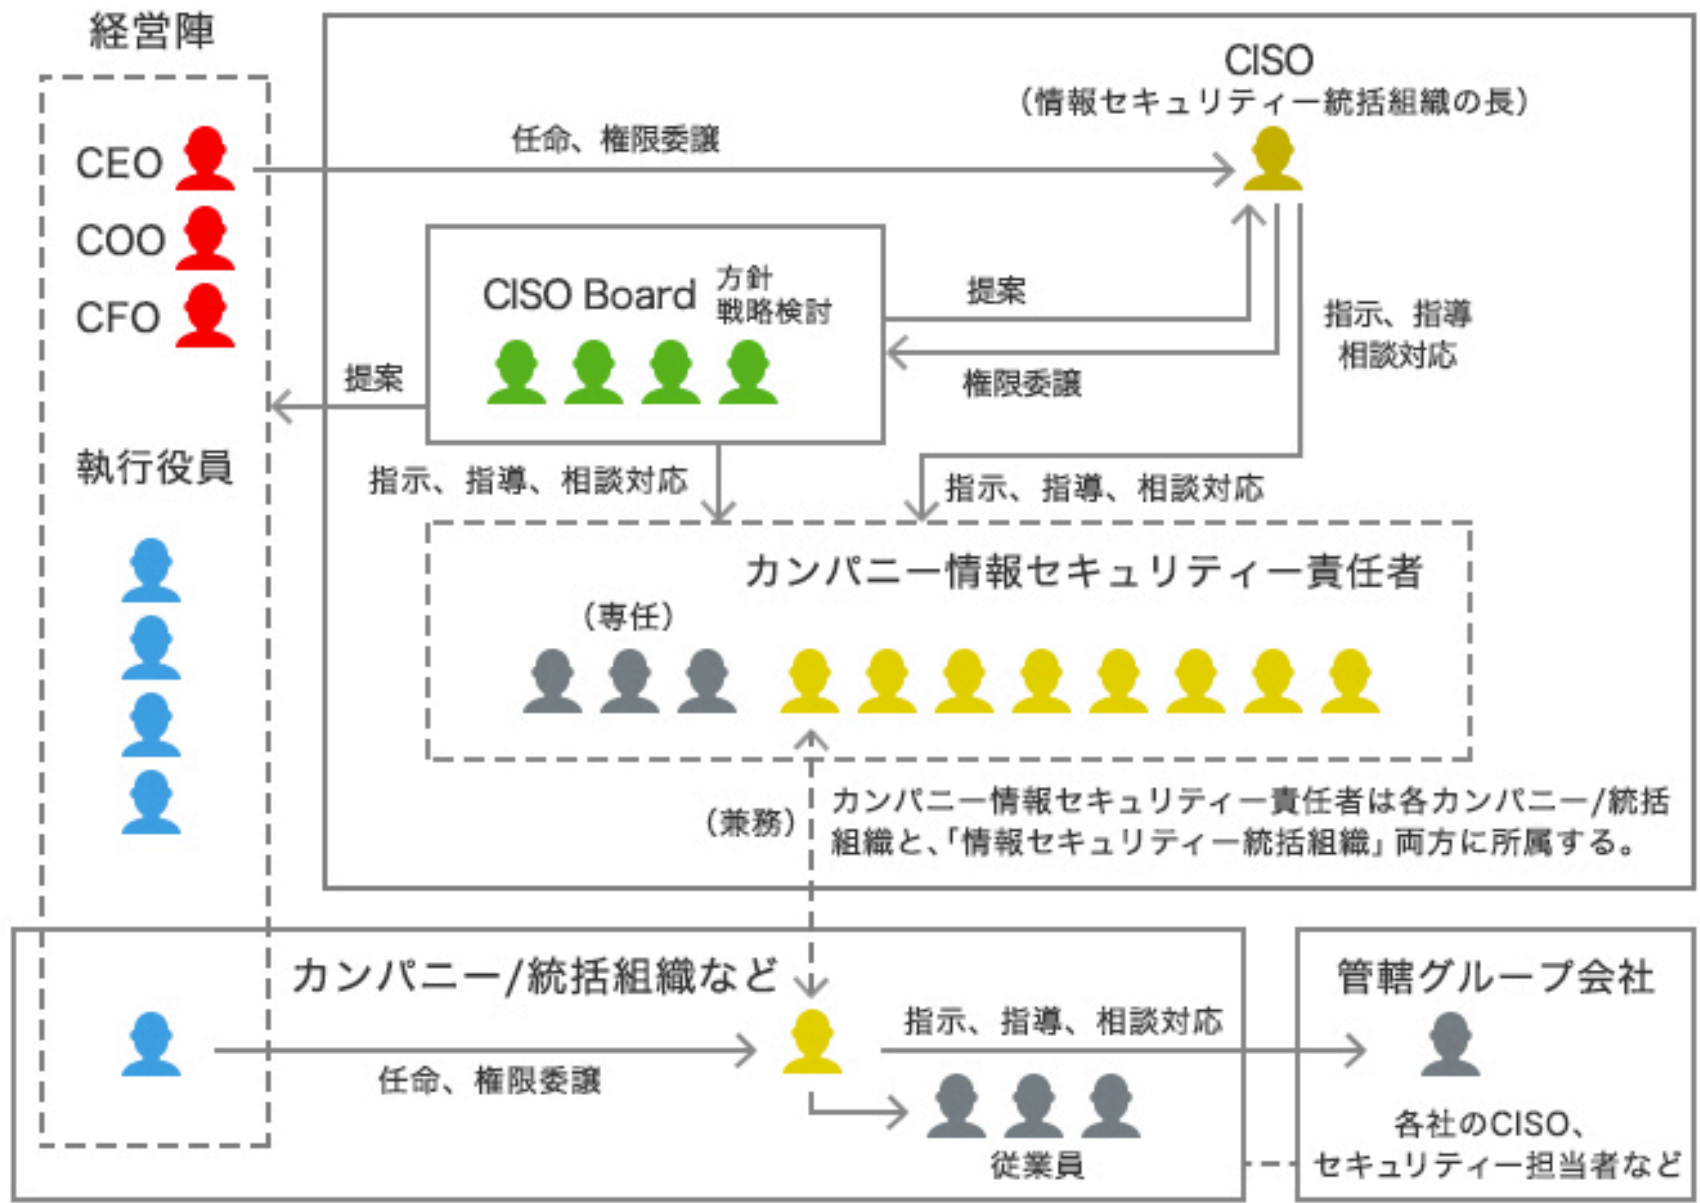 経営陣
CEO
COO
CFO
執行役員
CISO
（情報セキュリティー統括組織の長）
任命、権限委譲
CISO Board
方針
戦略検討
提案
権限委譲
指示、指導
相談対応
提案
指示、指導、相談対応
指示、指導、相談対応
カンパニー情報セキュリティー責任者
（専任）
（兼務）
カンパニー情報セキュリティー責任者は各カンパニー/統括
組織と、「情報セキュリティー統括組織」両方に所属する。
カンパニー/統括組織など
任命、権限委譲
指示、指導、相談対応
従業員
管轄グループ会社
各社のCISO、
セキュリティー担当者など